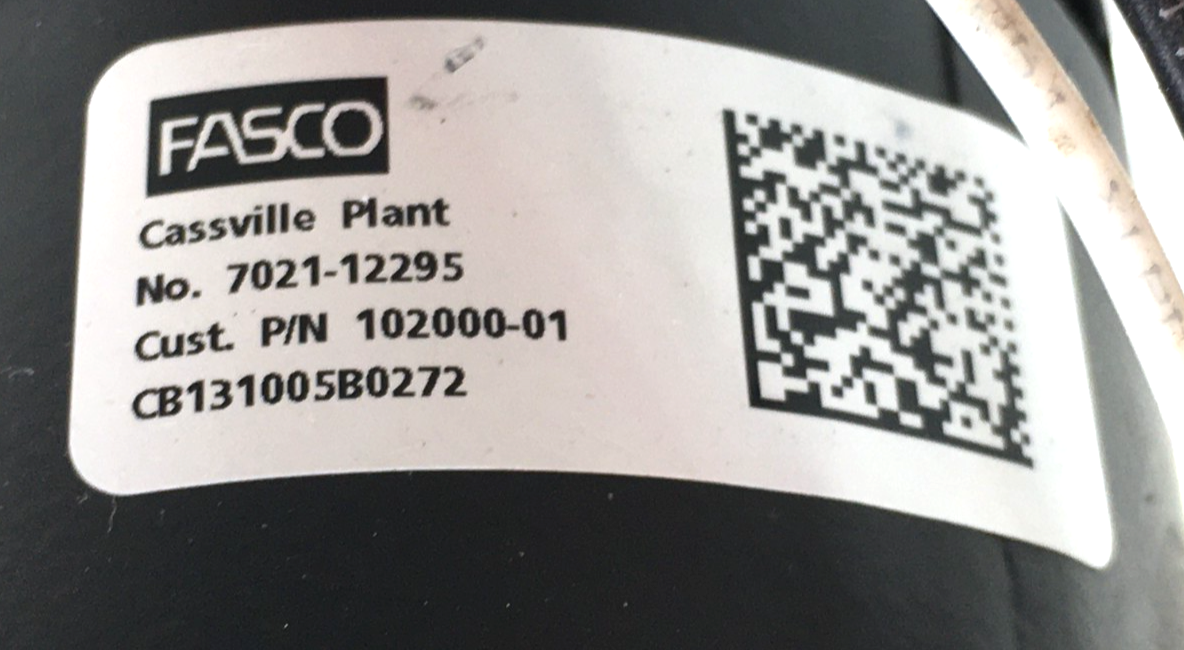 FASCO
Cassville Plant
No. 7021-12295
Cust. P/N 102000-01
CB131005B0272